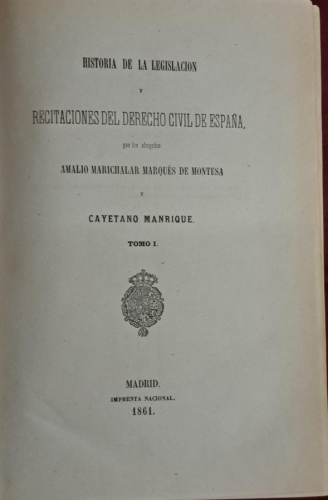 HISTORIA DE LA LEGISLACION
Y
RECITACIONES DEL DERECHO CIVIL DE ESPAÑA,
por los abogados
AMALIO MARICHALAR MARQUÉS DE MONTESA
Y
CAYETANO MANRIQUE.
TOMO I.
MADRID.
IMPRENTA NACIONAL.
1861.